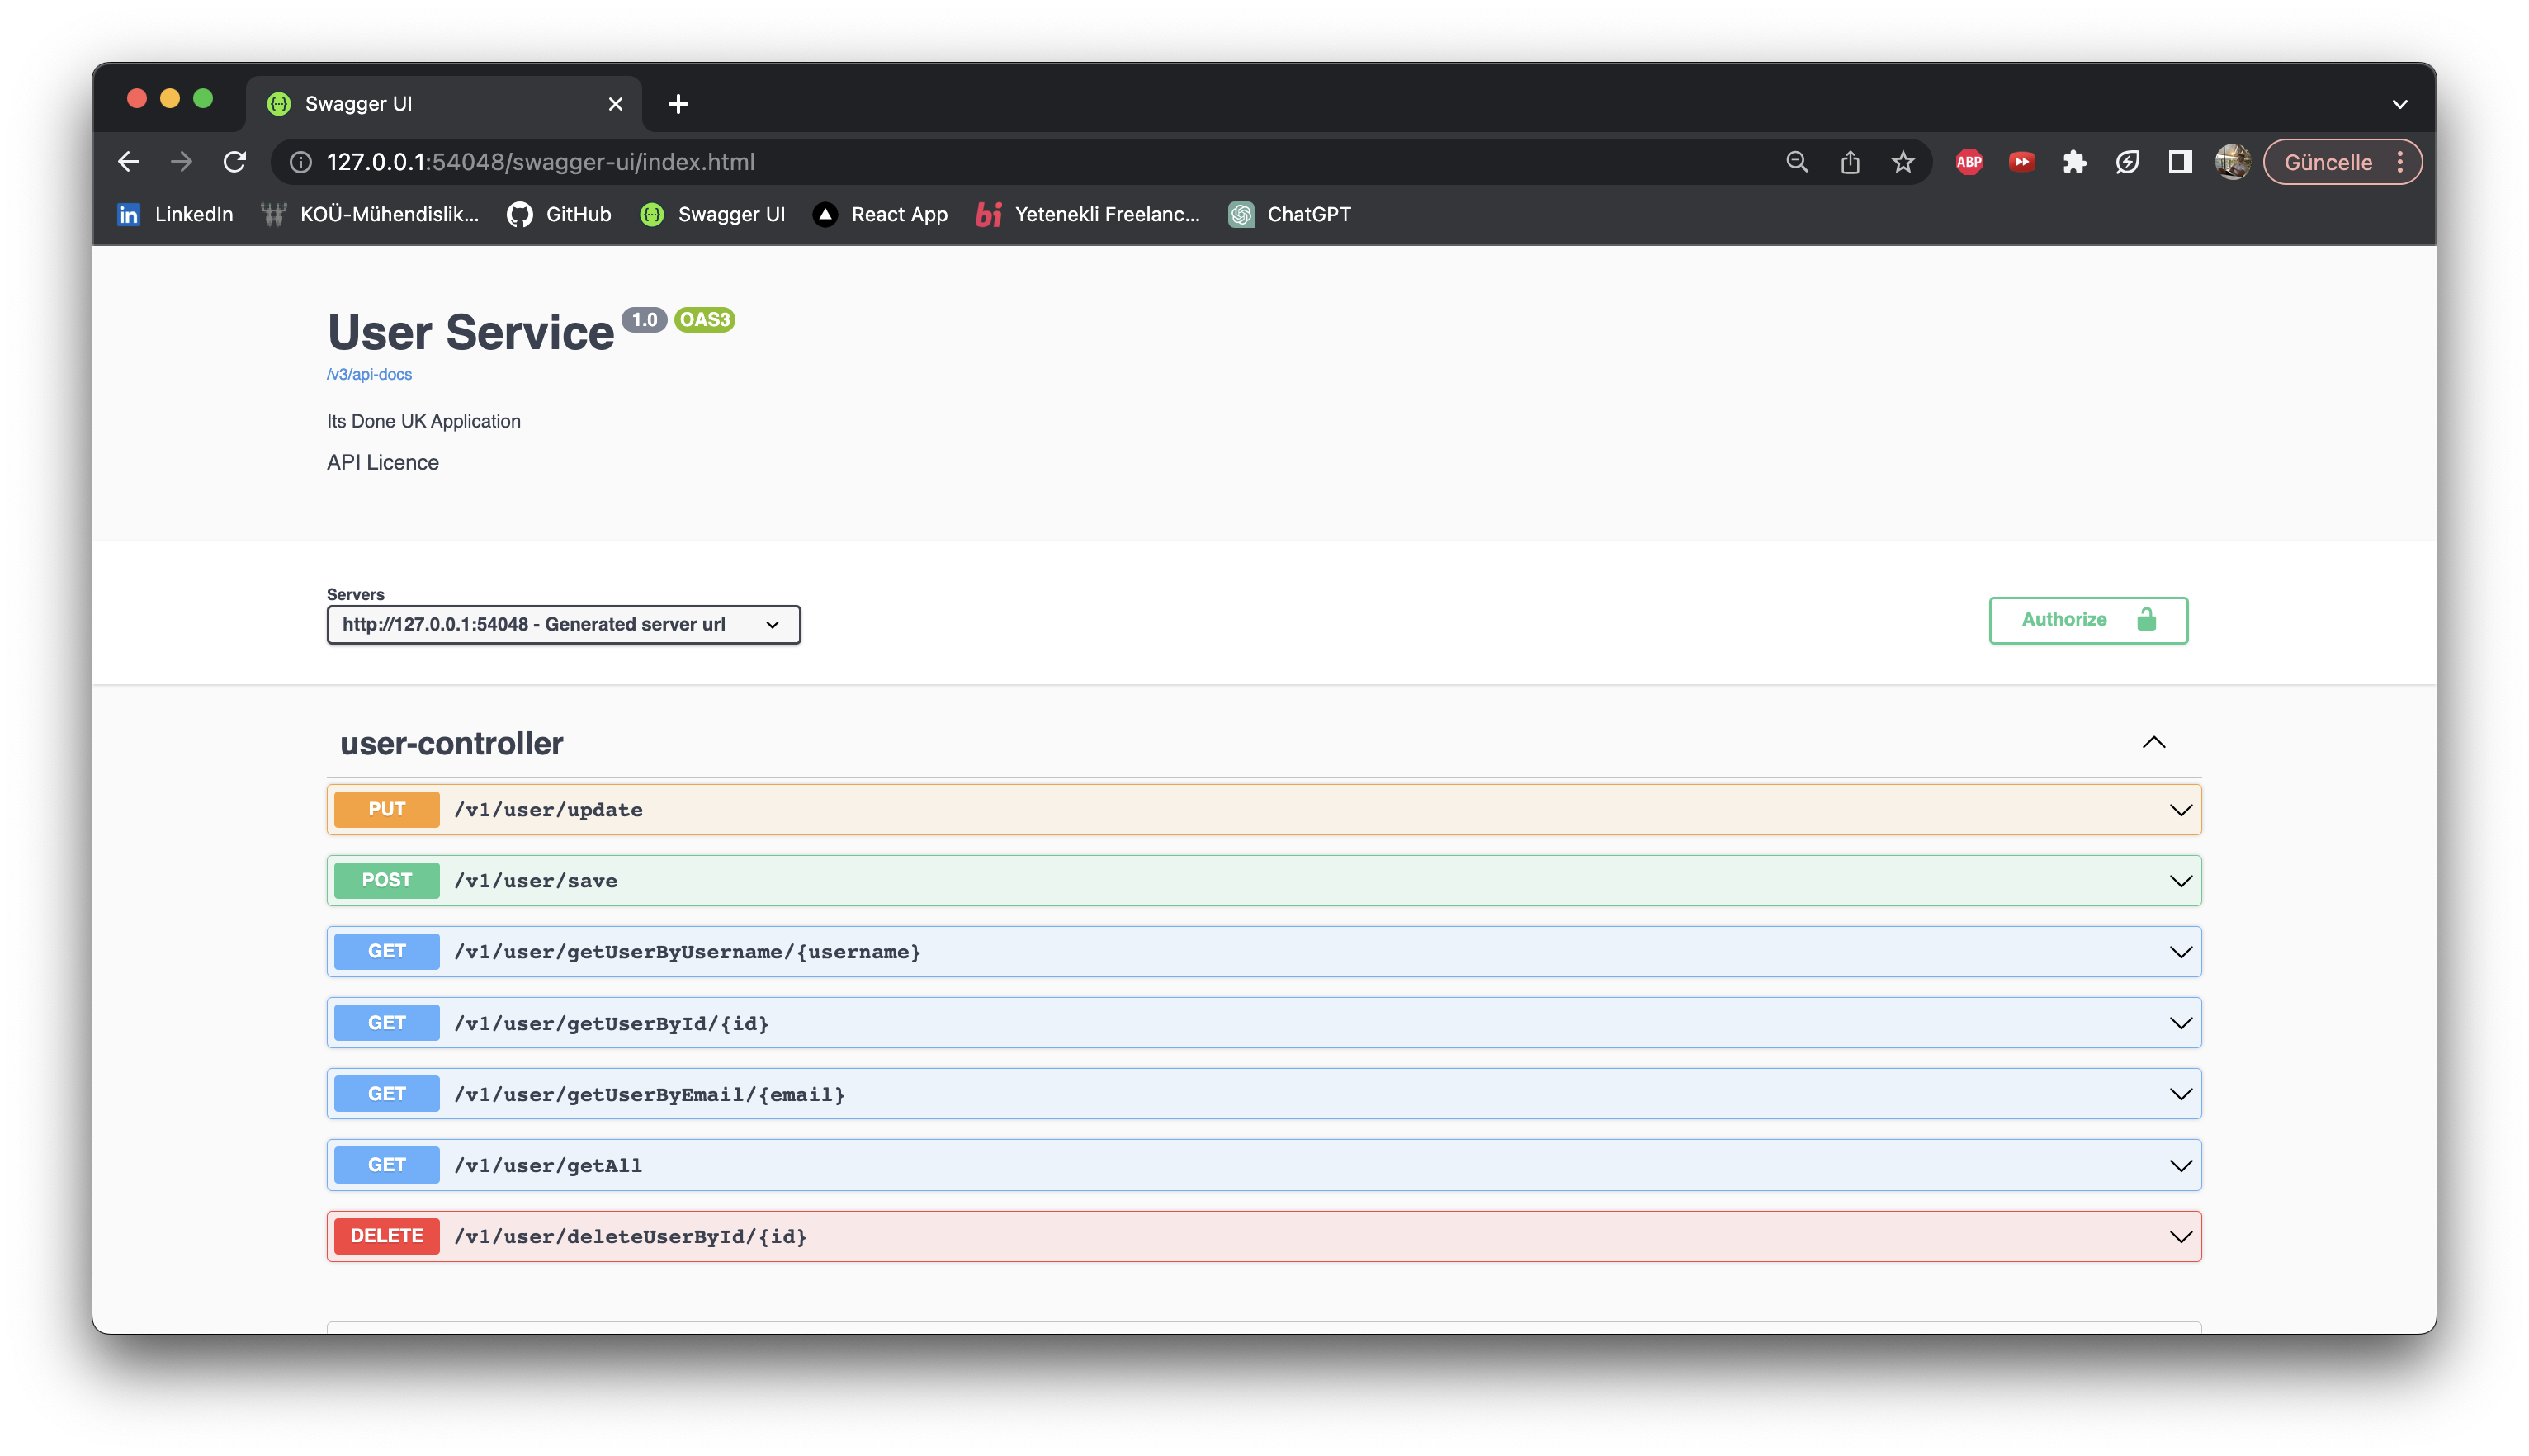 Swagger UI
127.0.0.1:54048/swagger-ui/index.html
ABP
Güncelle
in LinkedIn
KOÜ-Mühendislik...
GitHub
Swagger UI
React App
bi Yetenekli Freelanc...
ChatGPT
User Service 1.0 OAS3
/v3/api-docs
Its Done UK Application
API Licence
Servers
http://127.0.0.1:54048 - Generated server url
Authorize
user-controller
PUT /v1/user/update
POST /v1/user/save
GET /v1/user/getUserByUsername/{username}
GET /v1/user/getUserById/{id}
GET /v1/user/getUserByEmail/{email}
GET /v1/user/getAll
DELETE /v1/user/deleteUserById/{id}